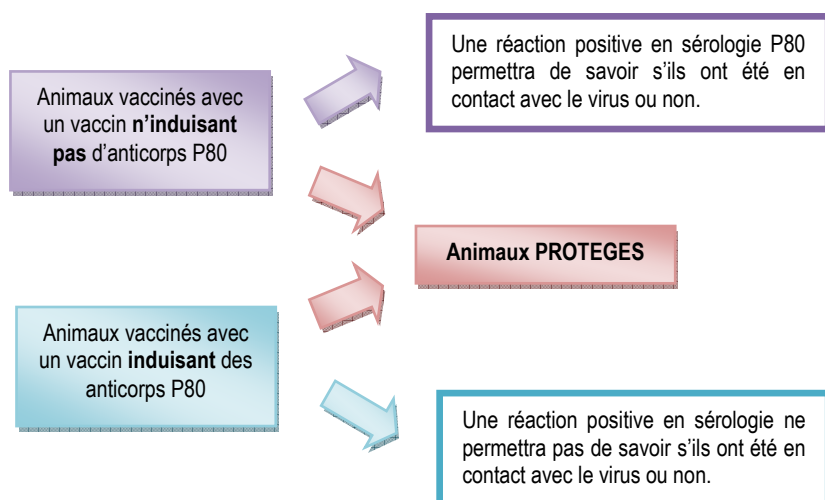 Une réaction positive en sérologie P80
permettra de savoir s'ils ont été en
contact avec le virus ou non.
Animaux vaccinés avec
un vaccin n'induisant
pas d'anticorps P80
Animaux PROTEGES
Animaux vaccinés avec
un vaccin induisant des
anticorps P80
Une réaction positive en sérologie ne
permettra pas de savoir s'ils ont été en
contact avec le virus ou non.